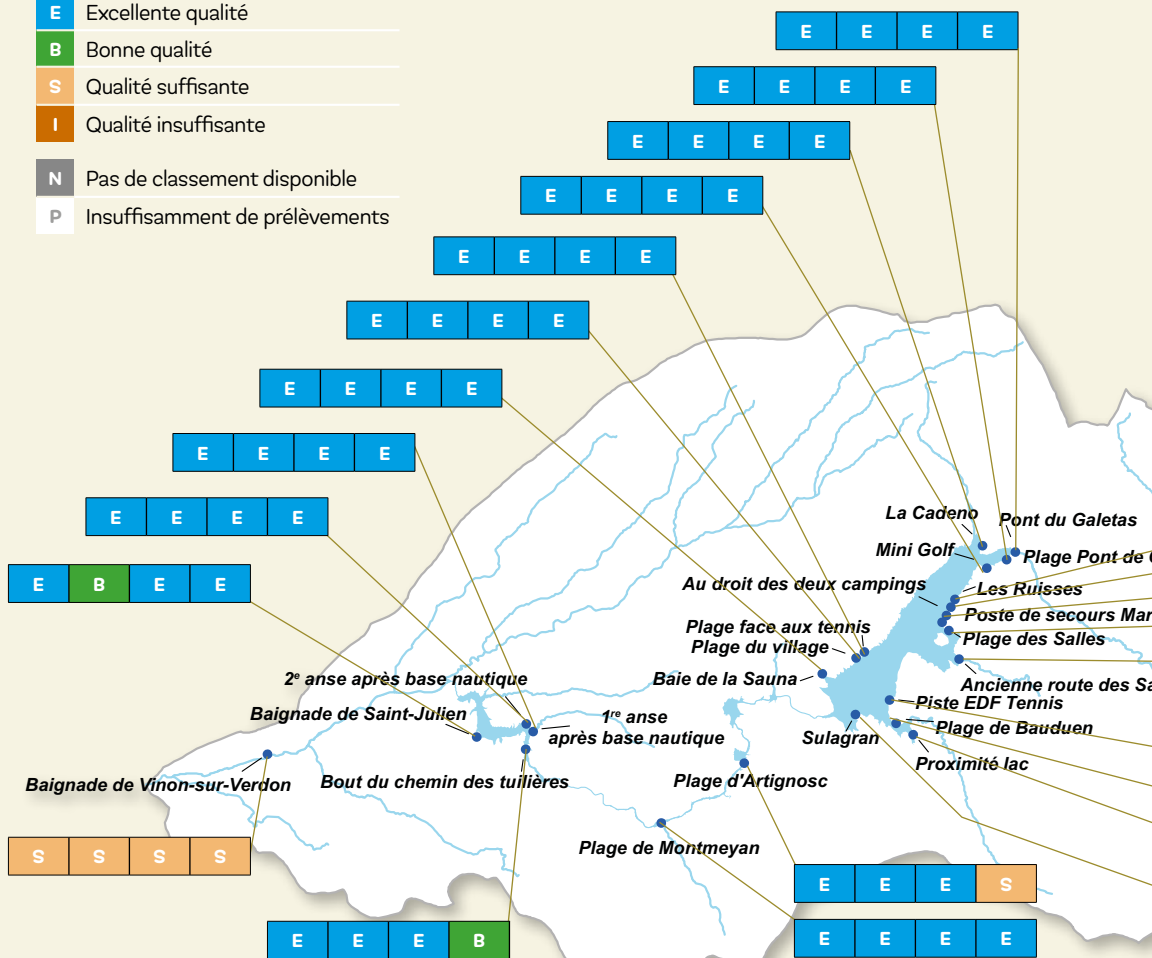 E Excellente qualité
B Bonne qualité
S Qualité suffisante
I Qualité insuffisante
N Pas de classement disponible
P Insuffisamment de prélèvements
E E E E
E E E E
E E E E
E E E E
E E E E
E E E E
E E E E
E E E E
E E E E
E B E E
La Cadeno
Pont du Galetas
Mini Golf
Plage Pont de
Au droit des deux campings
Les Ruisses
Poste de secours Mar
Plage face aux tennis
Plage des Salles
Plage du village
2e anse après base nautique
Baie de la Sauna
Ancienne route des Sa
Piste EDF Tennis
Baignade de Saint-Julien
1re anse
après base nautique
Plage de Bauduen
Sulagran
Proximité lac
Baignade de Vinon-sur-Verdon
Bout du chemin des tuilières
Plage d'Artignosc
Plage de Montmeyan
S S S S
E E E S
E E E B
E E E E